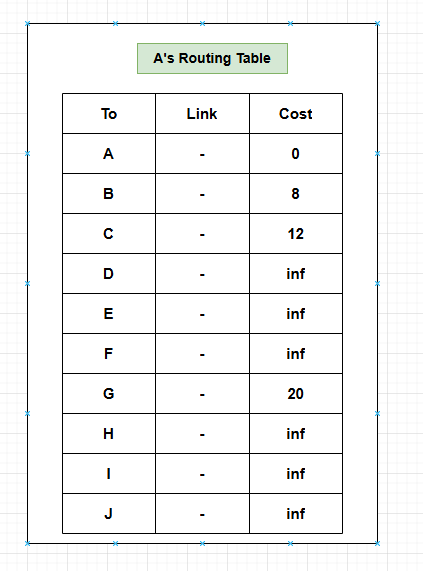 A's Routing Table
To Link Cost
A - 0
B - 8
C - 12
D - inf
E - inf
F - inf
G - 20
H - inf
I - inf
J - inf